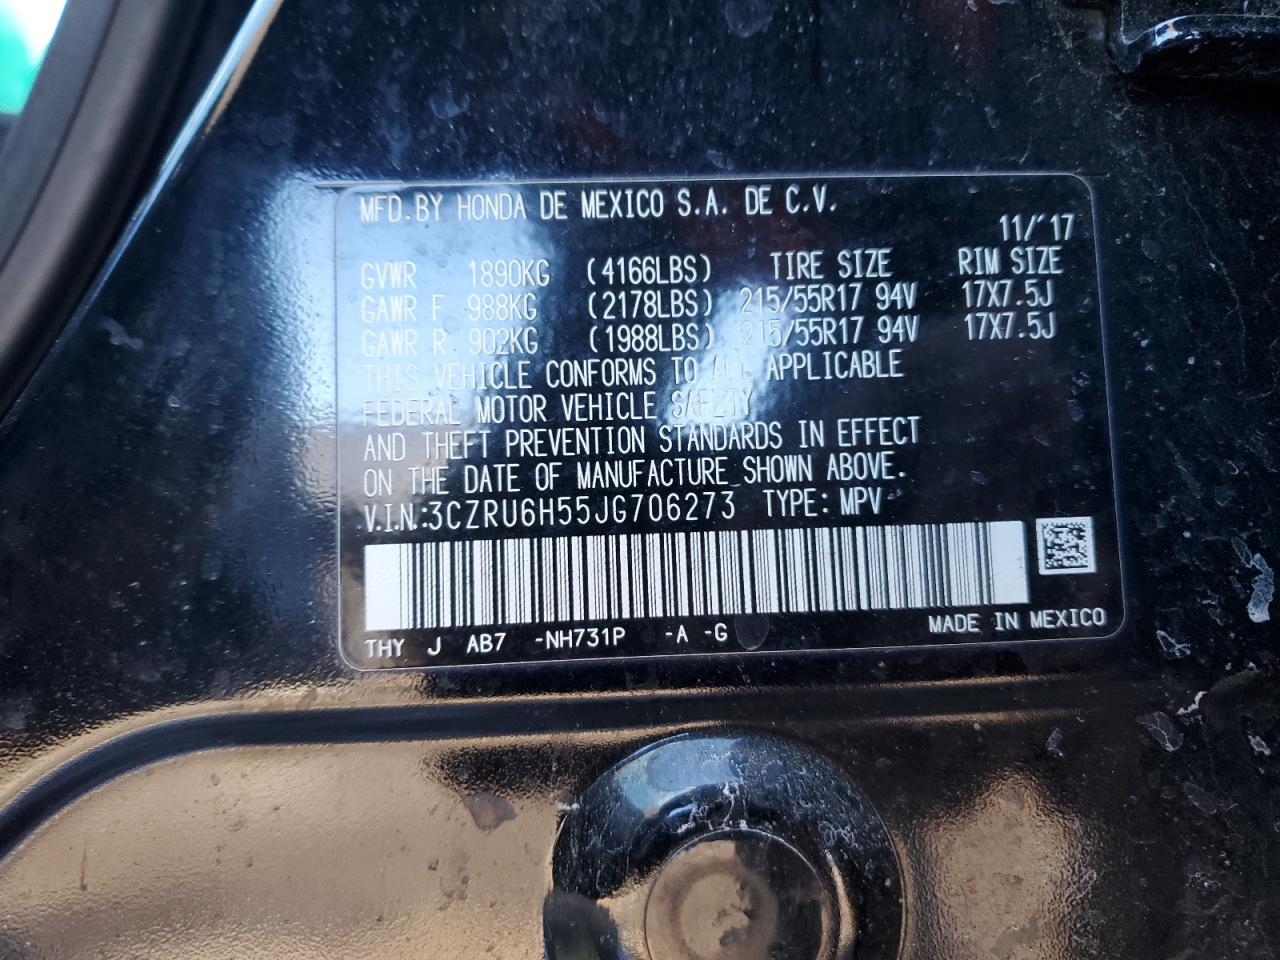 MFD.BY HONDA DE MEXICO S.A. DE C.V.
11/'17
GVWR 1890KG (4166LBS) TIRE SIZE RIM SIZE
GAWR F 988KG (2178LBS) 215/55R17 94V 17X7.5J
GAWR R 902KG (1988LBS) 215/55R17 94V 17X7.5J
THIS VEHICLE CONFORMS TO ALL APPLICABLE
FEDERAL MOTOR VEHICLE SAFETY
AND THEFT PREVENTION STANDARDS IN EFFECT
ON THE DATE OF MANUFACTURE SHOWN ABOVE.
V.I.N.:3CZRU6H55JG706273 TYPE: MPV
THY J AB7 -NH731P -A -G MADE IN MEXICO